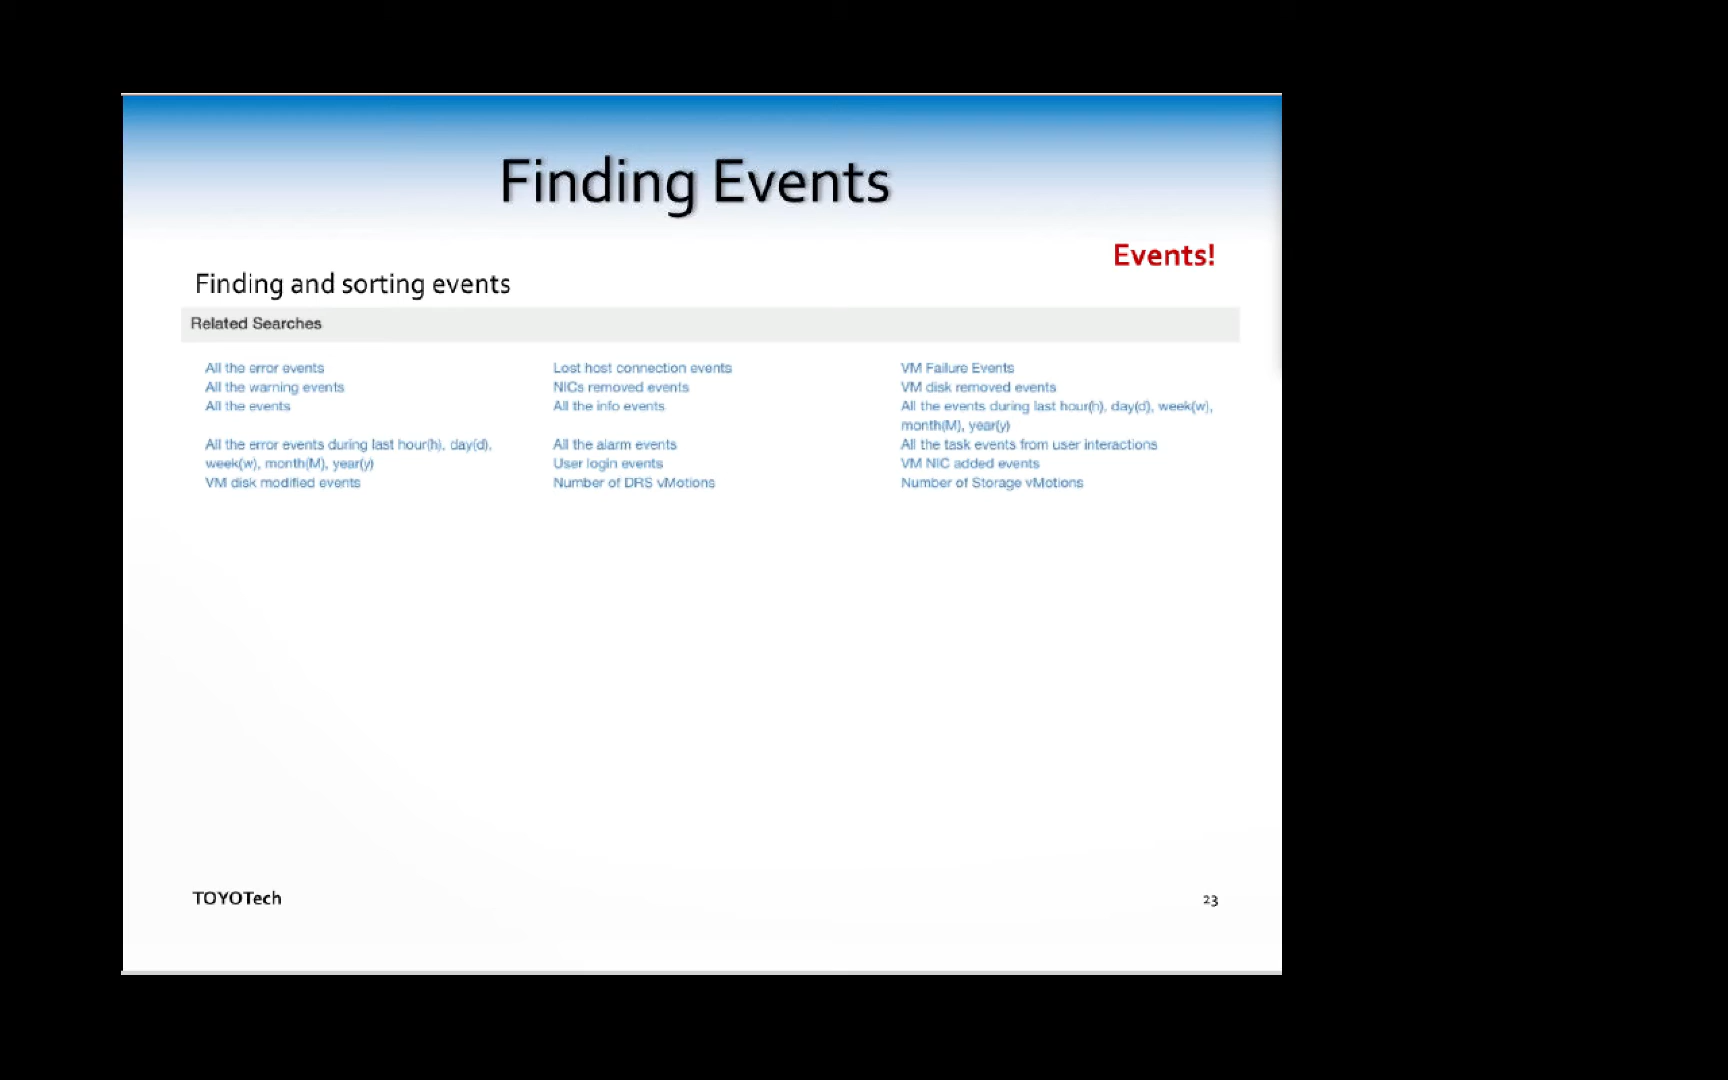 Finding Events
Events!
Finding and sorting events
Related Searches
All the error events
Lost host connection events
VM Failure Events
All the warning events
NICs removed events
VM disk removed events
All the events
All the info events
All the events during last hour(h), day(d), week(w),
month(M), year(y)
All the error events during last hour(h), day(d),
week(w), month(M), year(y)
All the alarm events
All the task events from user interactions
User login events
VM NIC added events
VM disk modified events
Number of DRS vMotions
Number of Storage vMotions
TOYOTech
23